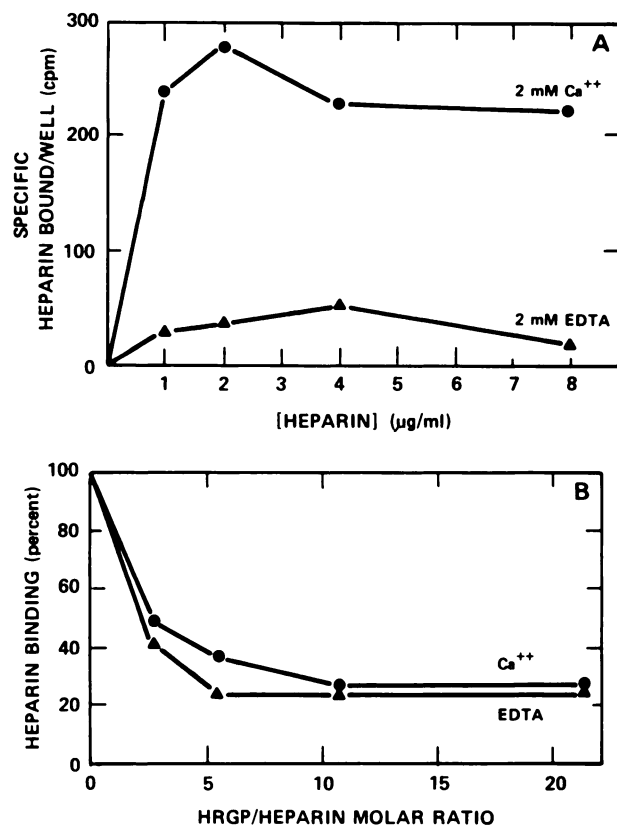 A
300
200
100
0
SPECIFIC
HEPARIN BOUND/WELL (cpm)
2 mM Ca++
2 mM EDTA
1 2 3 4 5 6 7 8
[HEPARIN] (µg/ml)
B
100
80
60
40
20
0
HEPARIN BINDING (percent)
Ca++
EDTA
0 5 10 15 20
HRGP/HEPARIN MOLAR RATIO